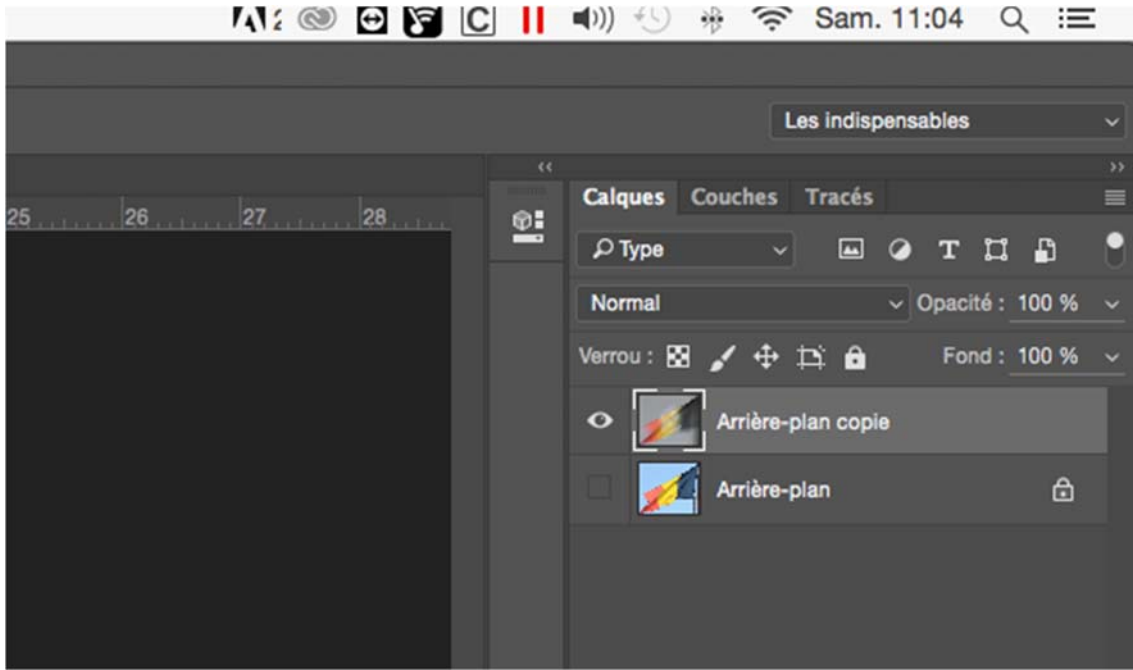 2 C Sam. 11:04
Les indispensables
25 26 27 28
Calques Couches Tracés
Type
Normal Opacité : 100 %
Verrou : Fond : 100 %
Arrière-plan copie
Arrière-plan